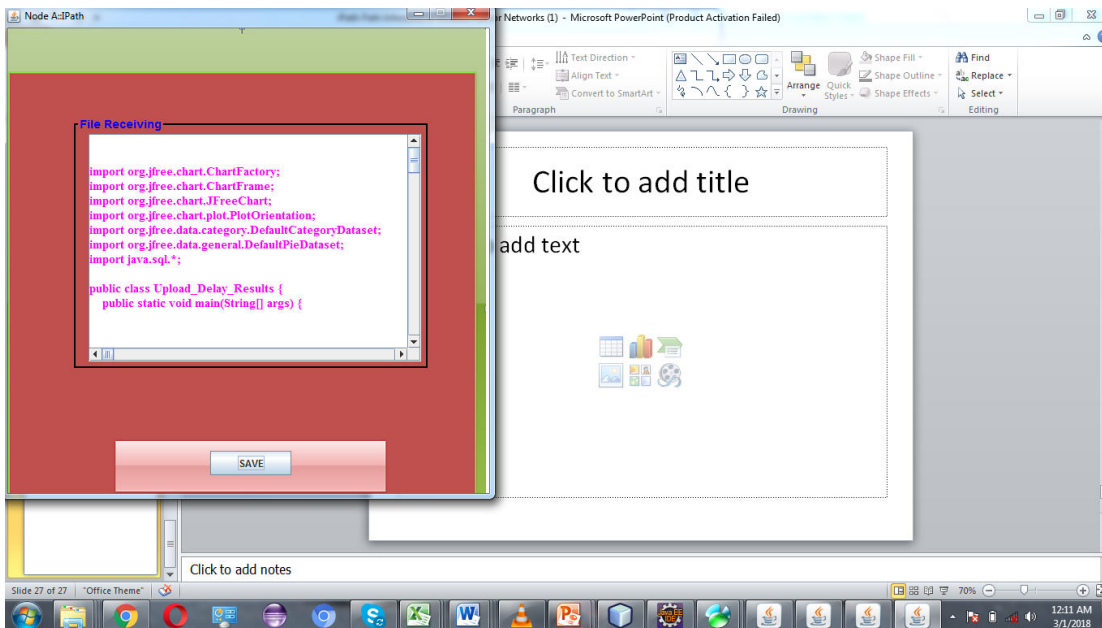 Node A::IPath
r Networks (1) - Microsoft PowerPoint (Product Activation Failed)
Text Direction
Align Text
Convert to SmartArt
Paragraph
Arrange
Quick Styles
Drawing
Shape Fill
Shape Outline
Shape Effects
Find
Replace
Select
Editing
File Receiving
import org.jfree.chart.ChartFactory;
import org.jfree.chart.ChartFrame;
import org.jfree.chart.JFreeChart;
import org.jfree.chart.plot.PlotOrientation;
import org.jfree.data.category.DefaultCategoryDataset;
import org.jfree.data.general.DefaultPieDataset;
import java.sql.*;
public class Upload_Delay_Results {
public static void main(String[] args) {
SAVE
Click to add title
add text
Click to add notes
Slide 27 of 27
"Office Theme"
70%
12:11 AM
3/1/2018